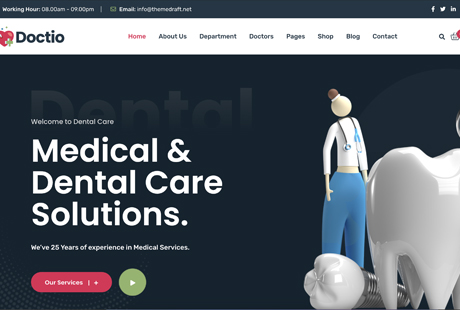 Working Hour: 08.00am - 09:00pm | Email: info@themedraft.net
Doctio
Home About Us Department Doctors Pages Shop Blog Contact
Dental
Welcome to Dental Care
Medical &
Dental Care
Solutions.
We've 25 Years of experience in Medical Services.
Our Services